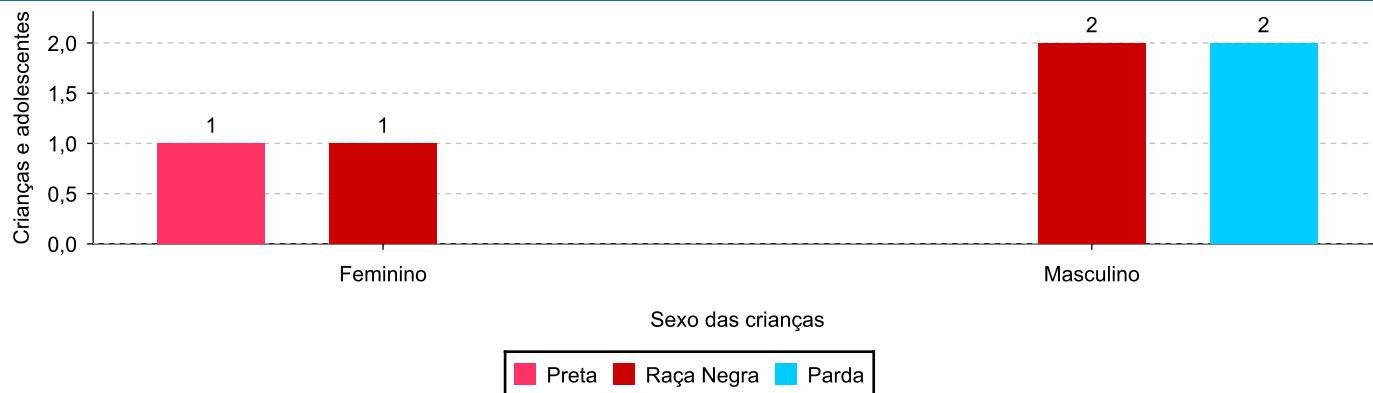 Crianças e adolescentes
2,0
1,5
1,0
0,5
0,0
1
1
2
2
Feminino
Masculino
Sexo das crianças
Preta
Raça Negra
Parda